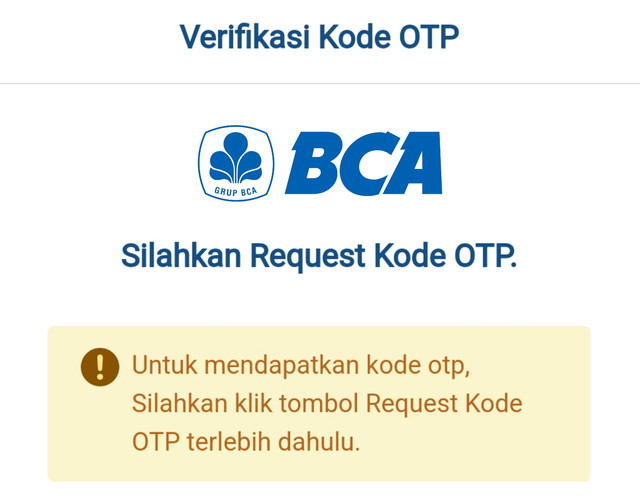 Verifikasi Kode OTP
GRUP BCA
BCA
Silahkan Request Kode OTP.
Untuk mendapatkan kode otp,
Silahkan klik tombol Request Kode
OTP terlebih dahulu.